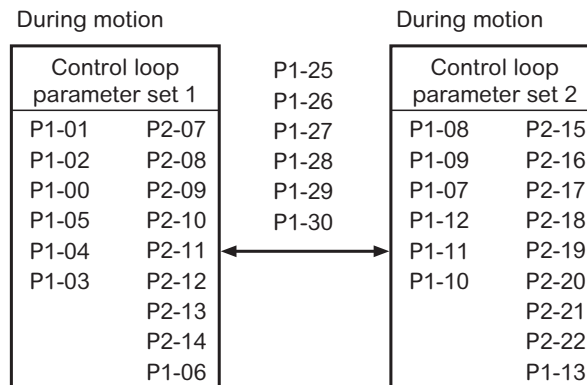 During motion
During motion
Control loop
parameter set 1
P1-01 P2-07
P1-02 P2-08
P1-00 P2-09
P1-05 P2-10
P1-04 P2-11
P1-03 P2-12
P2-13
P2-14
P1-06
P1-25
P1-26
P1-27
P1-28
P1-29
P1-30
Control loop
parameter set 2
P1-08 P2-15
P1-09 P2-16
P1-07 P2-17
P1-12 P2-18
P1-11 P2-19
P1-10 P2-20
P2-21
P2-22
P1-13